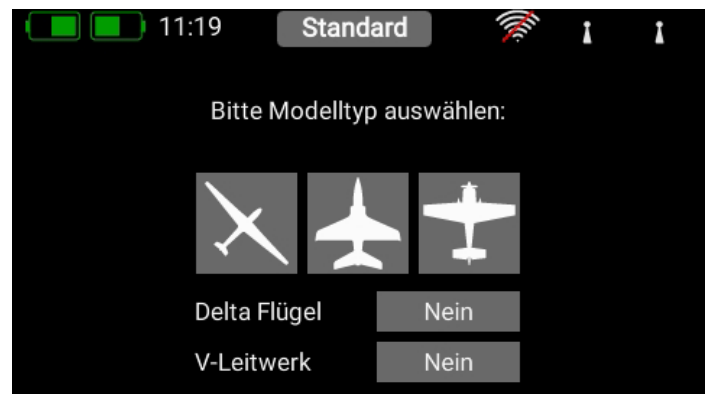 11:19 Standard
Bitte Modelltyp auswählen:
Delta Flügel Nein
V-Leitwerk Nein